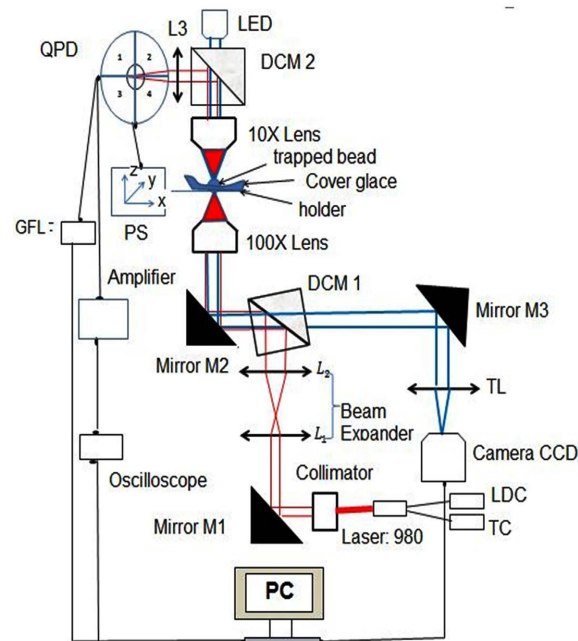 LED
L3
QPD
DCM 2
1 2
3 4
10X Lens
trapped bead
Cover glace
holder
z
y
x
PS
GFL =
100X Lens
Amplifier
DCM 1
Mirror M3
Mirror M2
L₂
TL
Beam
Expander
L₁
Camera CCD
Oscilloscope
Collimator
LDC
TC
Mirror M1
Laser: 980
PC